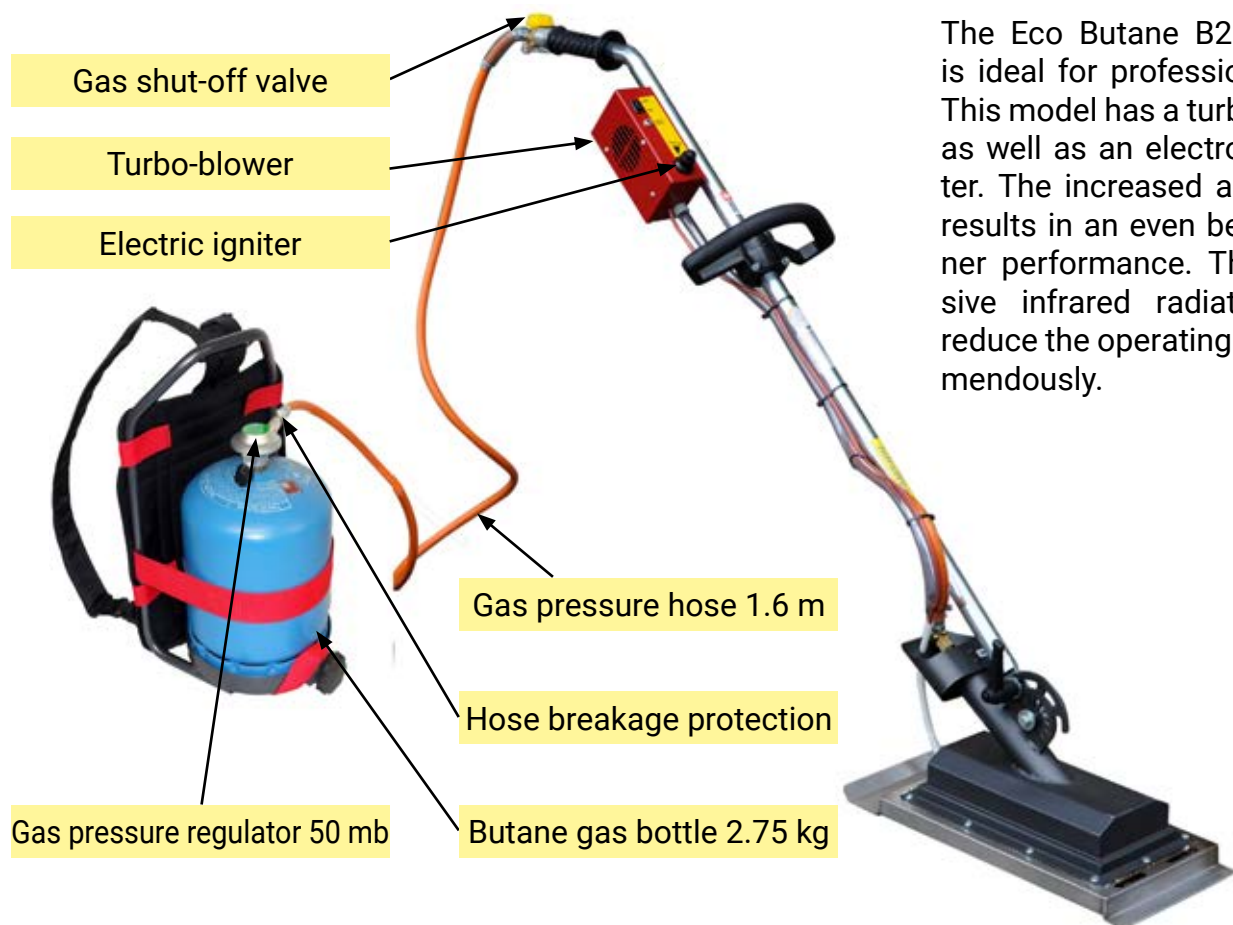 Gas shut-off valve
Turbo-blower
Electric igniter
Gas pressure hose 1.6 m
Hose breakage protection
Gas pressure regulator 50 mb
Butane gas bottle 2.75 kg
The Eco Butane B2
is ideal for professio
This model has a turb
as well as an electro
ter. The increased a
results in an even be
ner performance. Th
sive infrared radiat
reduce the operating
mendously.